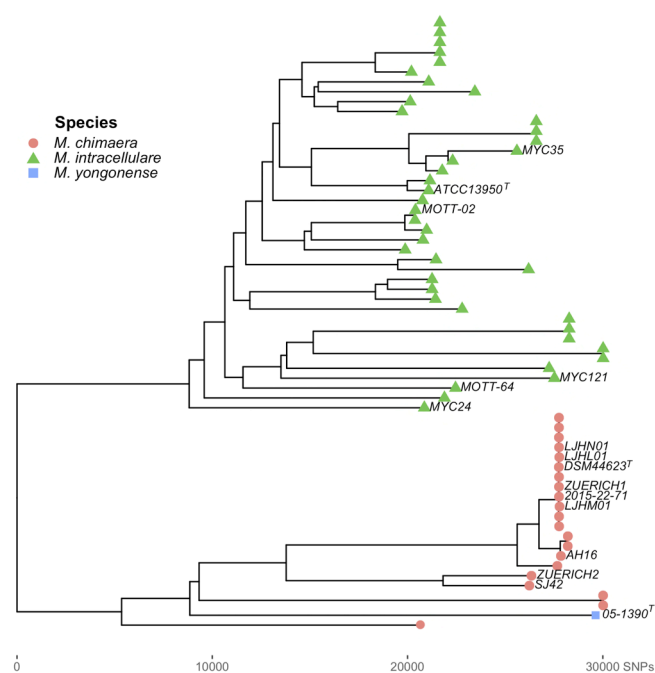 Species
M. chimaera
M. intracellulare
M. yongonense
MYC35
ATCC13950T
MOTT-02
MYC121
MOTT-64
MYC24
LJHN01
LJHL01
DSM44623T
ZUERICH1
2015-22-71
LJHM01
AH16
ZUERICH2
SJ42
05-1390T
0 10000 20000 30000 SNPs